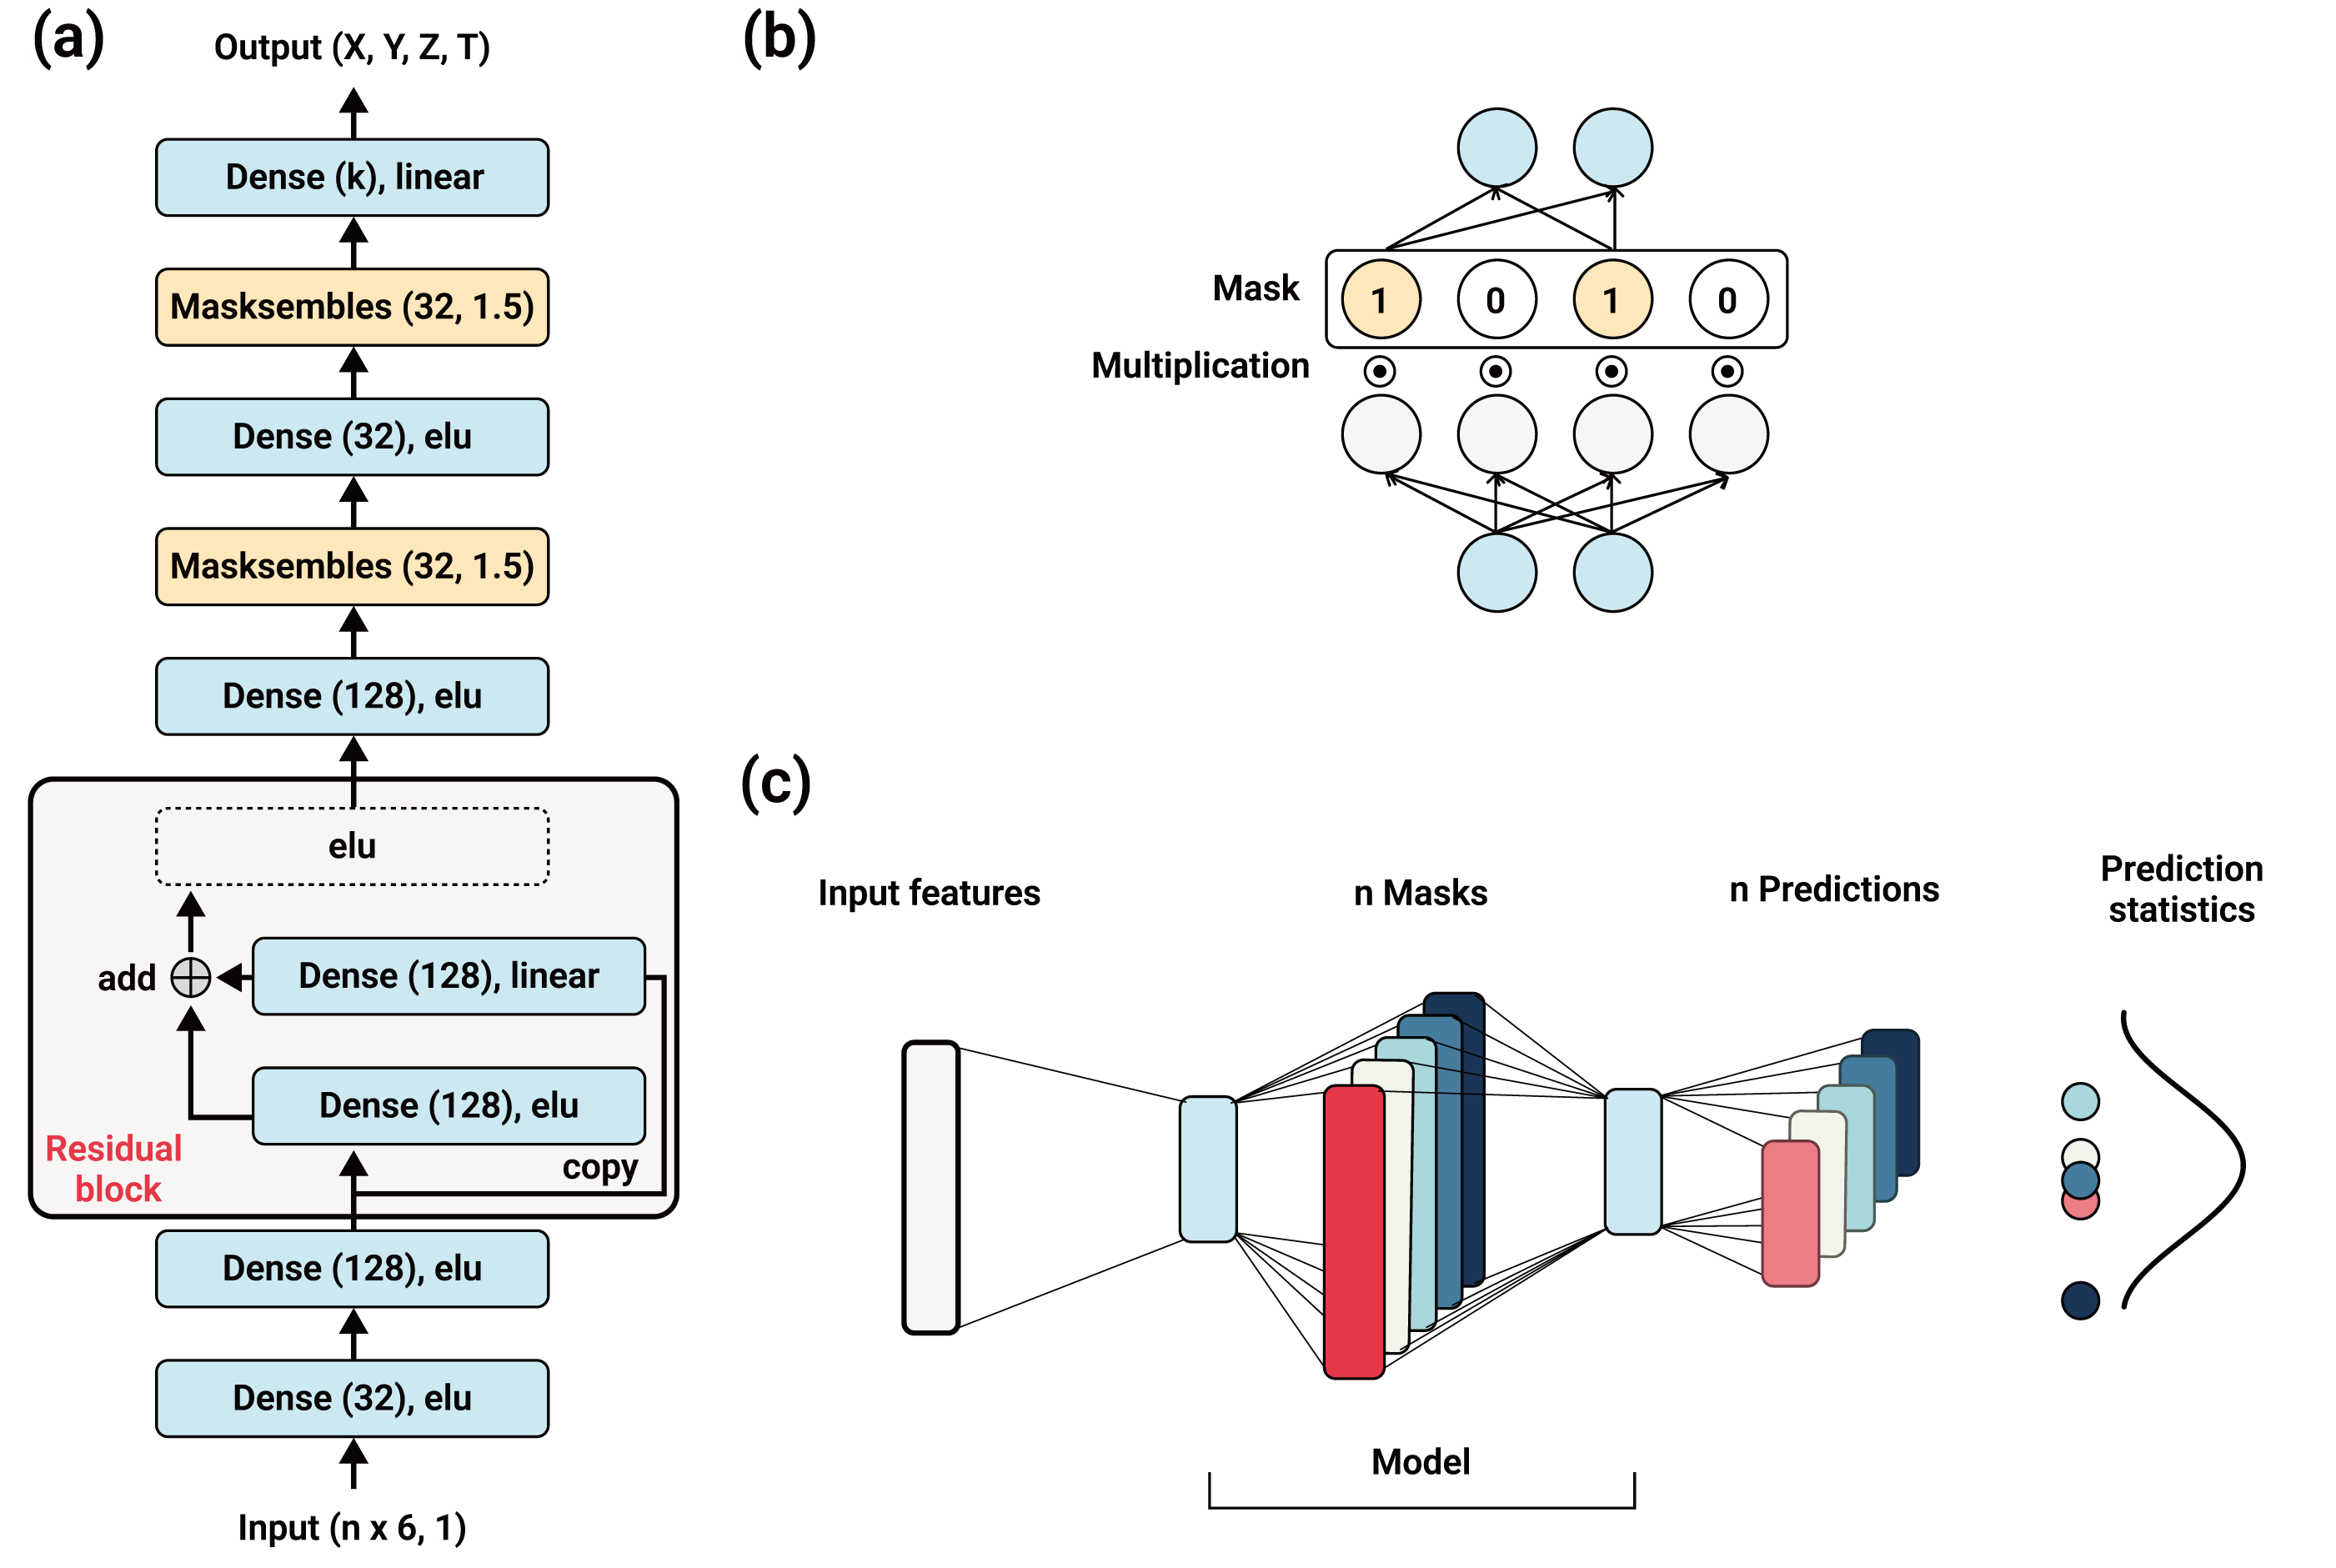 (a)
Output (X, Y, Z, T)
Dense (k), linear
Masksembles (32, 1.5)
Dense (32), elu
Masksembles (32, 1.5)
Dense (128), elu
elu
add
Dense (128), linear
Dense (128), elu
Residual
block
copy
Dense (128), elu
Dense (32), elu
Input (n x 6, 1)
(b)
Mask
1 0 1 0
Multiplication
(c)
Input features
n Masks
n Predictions
Prediction
statistics
Model